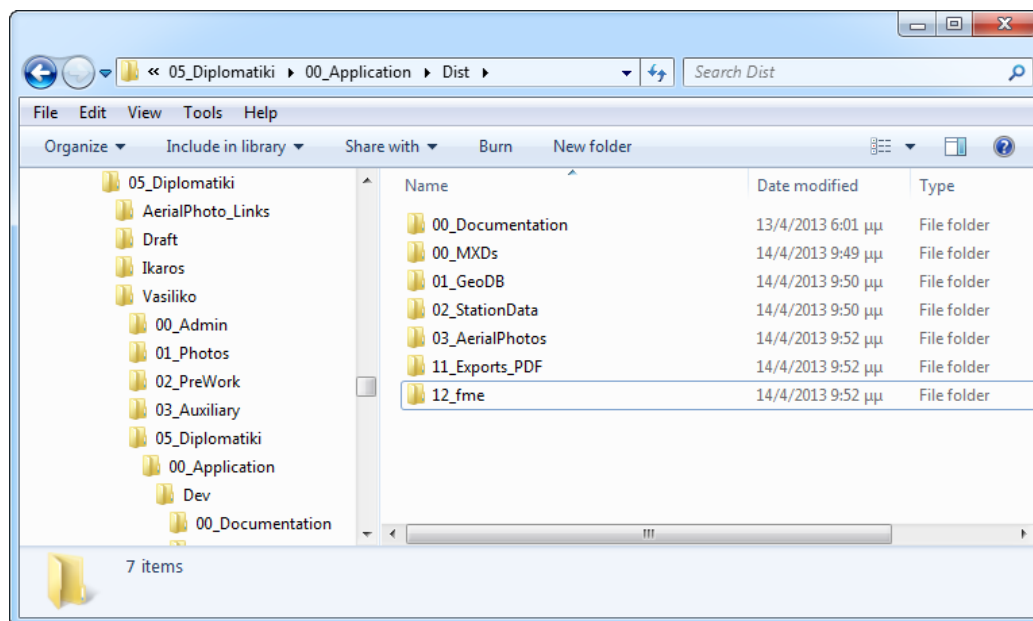 « 05_Diplomatiki Application Dist Search Dist
File Edit View Tools Help
Organize Include in library Share with Burn New folder
05_Diplomatiki
AerialPhoto_Links
Draft
Ikaros
Vasiliko
00_Admin
01_Photos
02_PreWork
03_Auxiliary
05_Diplomatiki
00_Application
Dev
00_Documentation
Name Date modified Type
00_Documentation 13/4/2013 6:01 μμ File folder
00_MXDs 14/4/2013 9:49 μμ File folder
01_GeoDB 14/4/2013 9:50 μμ File folder
02_StationData 14/4/2013 9:50 μμ File folder
03_AerialPhotos 14/4/2013 9:52 μμ File folder
11_Exports_PDF 14/4/2013 9:52 μμ File folder
12_fme 14/4/2013 9:52 μμ File folder
7 items